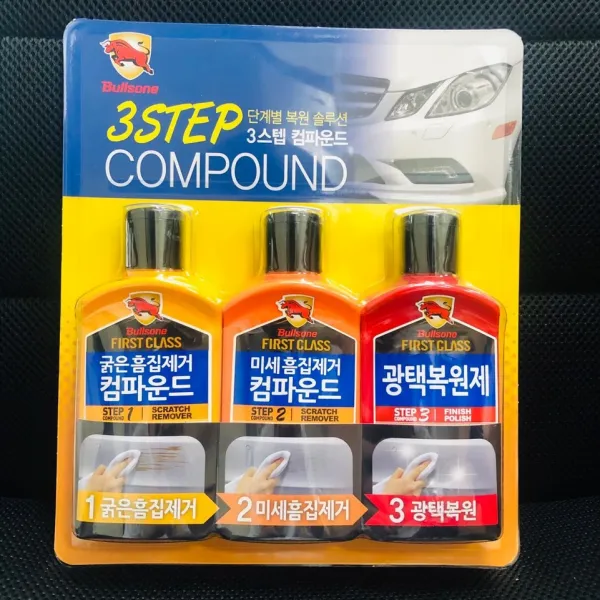 Bullsone
3STEP
단계별 복원 솔루션
3스텝 컴파운드
COMPOUND
Bullsone
FIRST CLASS
굵은 흠집제거
컴파운드
STEP 1
COMPOUND
SCRATCH
REMOVER
1 굵은흠집제거
Bullsone
FIRST CLASS
미세 흠집제거
컴파운드
STEP 2
COMPOUND
SCRATCH
REMOVER
2 미세흠집제거
Bullsone
FIRST CLASS
광택복원제
STEP 3
COMPOUND
FINISH
POLISH
3 광택복원